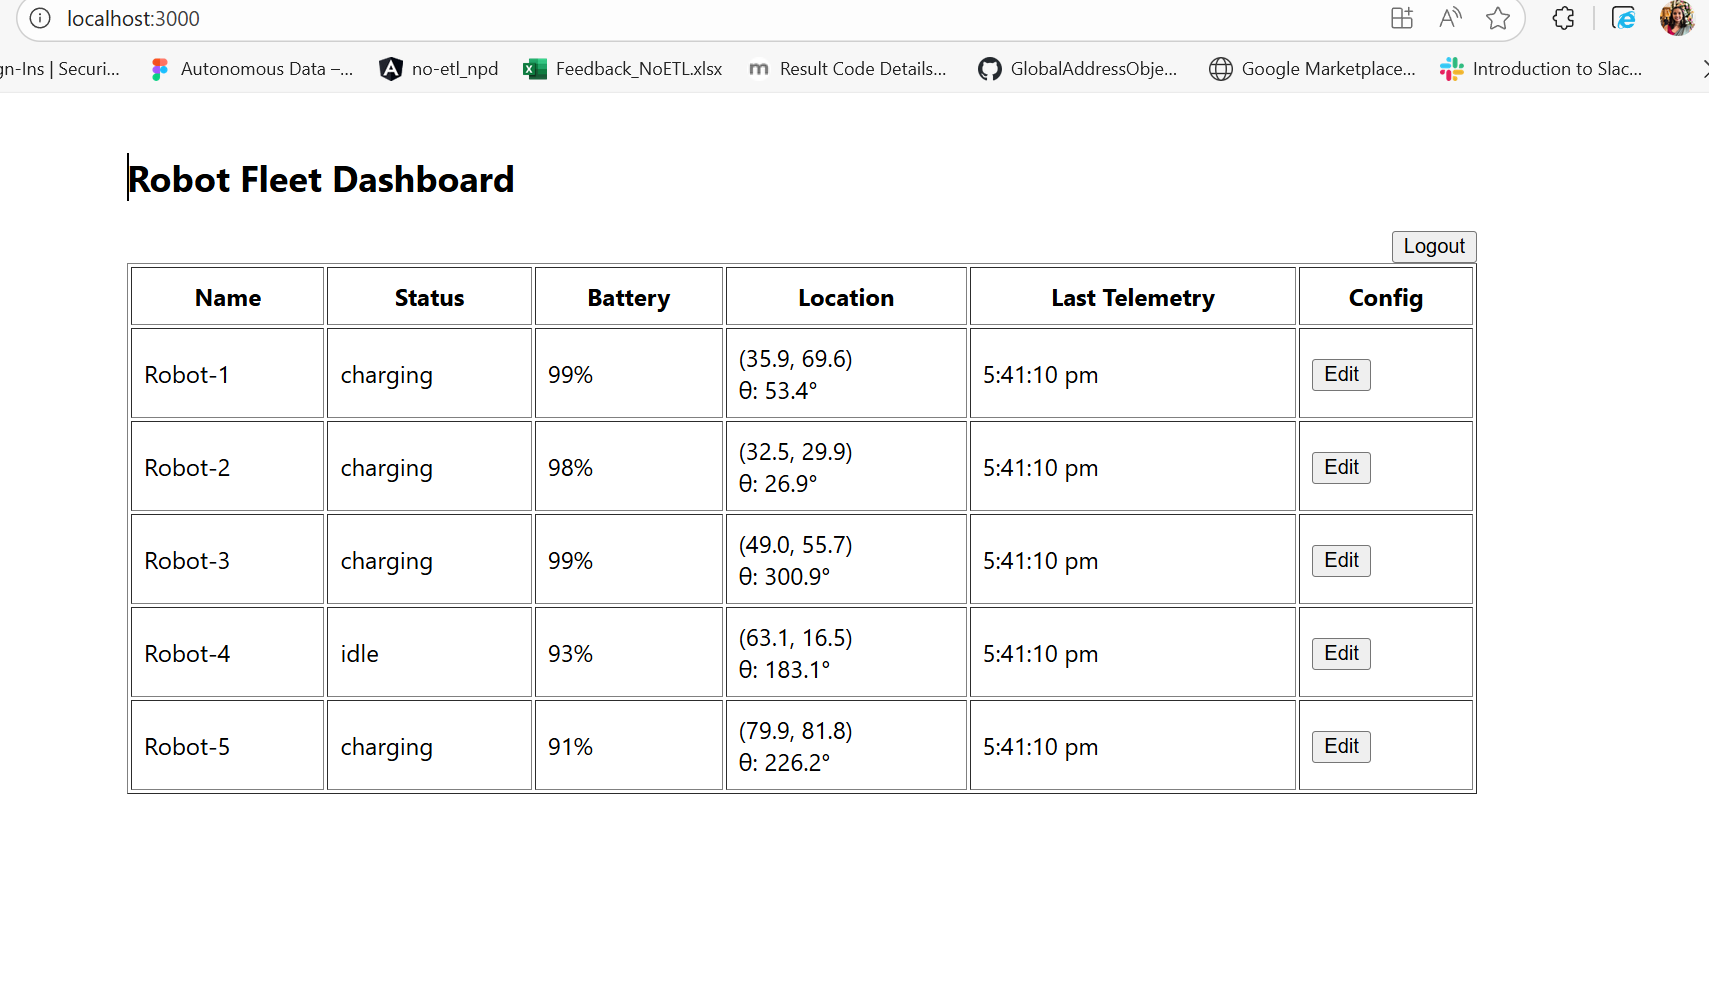 localhost:3000
gn-Ins | Securi... Autonomous Data –... no-etl_npd Feedback_NoETL.xlsx Result Code Details... GlobalAddressObje... Google Marketplace... Introduction to Slac...
Robot Fleet Dashboard
Logout
Name Status Battery Location Last Telemetry Config
Robot-1 charging 99% (35.9, 69.6) 5:41:10 pm Edit
θ: 53.4°
Robot-2 charging 98% (32.5, 29.9) 5:41:10 pm Edit
θ: 26.9°
Robot-3 charging 99% (49.0, 55.7) 5:41:10 pm Edit
θ: 300.9°
Robot-4 idle 93% (63.1, 16.5) 5:41:10 pm Edit
θ: 183.1°
Robot-5 charging 91% (79.9, 81.8) 5:41:10 pm Edit
θ: 226.2°